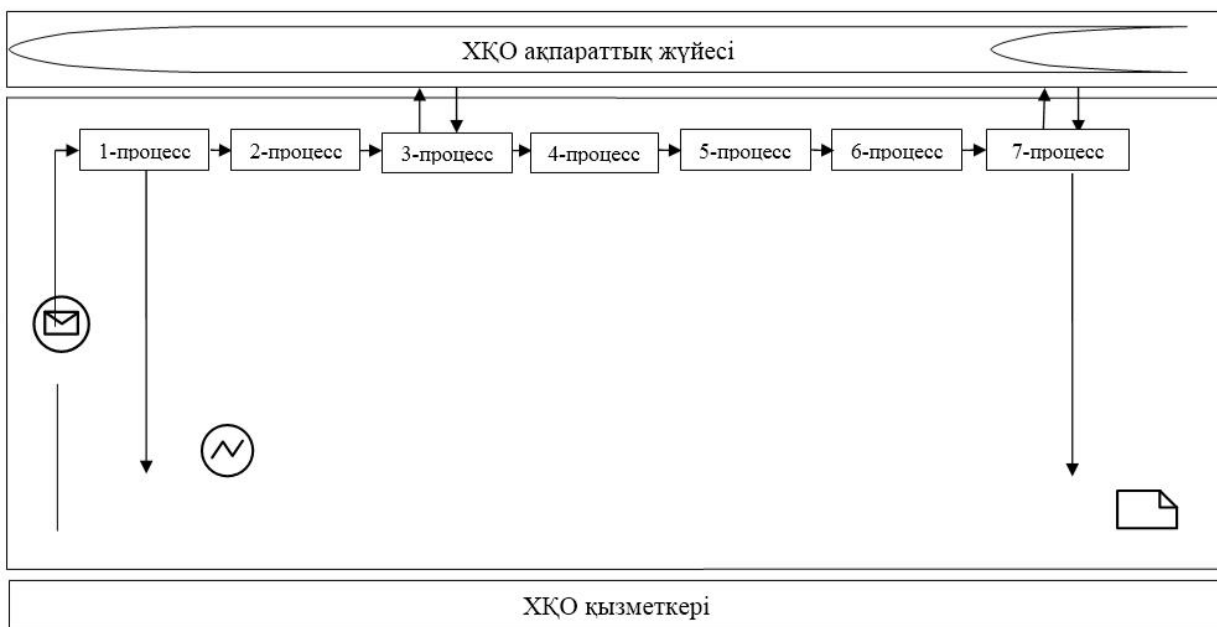 ХҚО ақпараттық жүйесі
1-процесс
2-процесс
3-процесс
4-процесс
5-процесс
6-процесс
7-процесс
ХҚО қызметкері